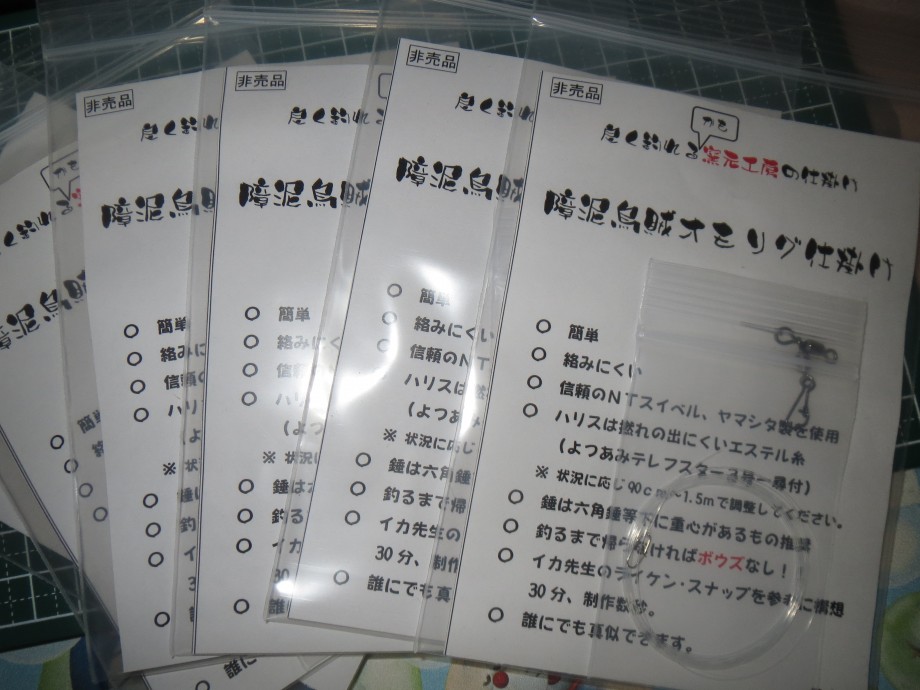 非売品
かも
良く釣れる窯元工房の仕掛け
障泥烏賊オモリグ仕掛け
○ 簡単
○ 絡みにくい
○ 信頼のNTスイベル、ヤマシタ製を使用
○ ハリスは撚れの出にくいエステル糸
(よつあみテレフスター3号一尋付)
※ 状況に応じ90cm~1.5mで調整してください。
○ 錘は六角錘等下に重心があるもの推奨
○ 釣るまで帰らなければボウズなし!!
○ イカ先生のライケン・スナップを参考に構想
30分、制作数秒。
○ 誰にでも真似できます。